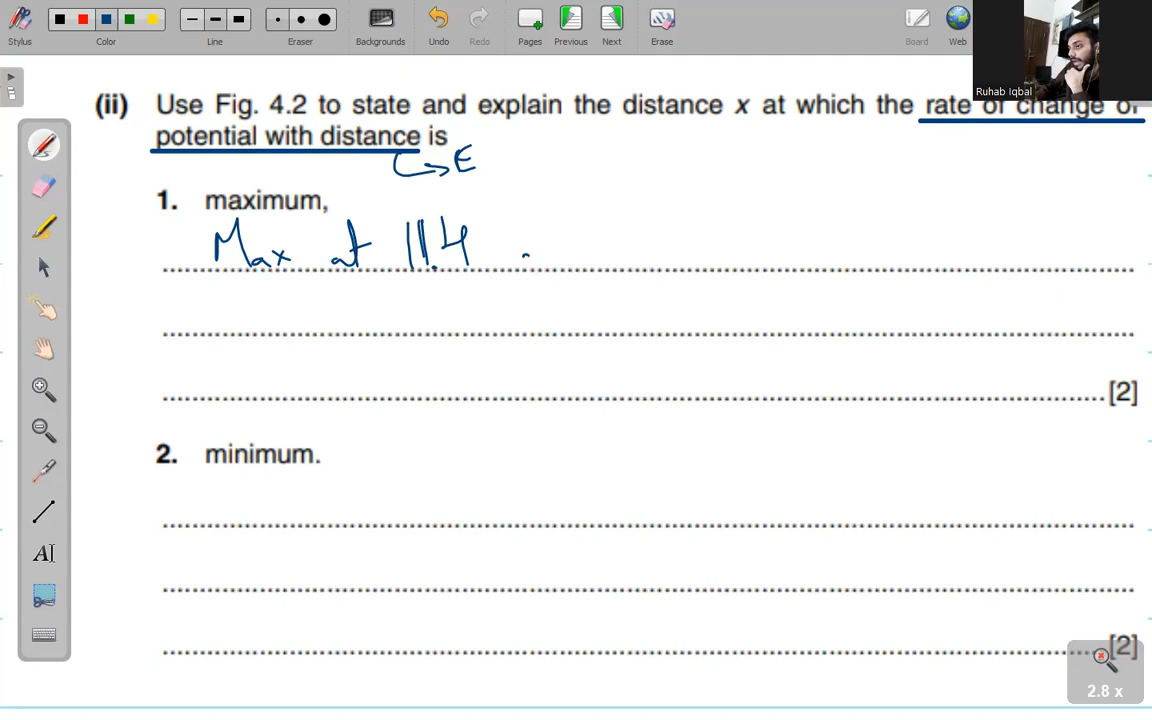 Stylus Color Line Eraser Backgrounds Undo Redo Pages Previous Next Erase Board Web
Ruhab Iqbal
(ii) Use Fig. 4.2 to state and explain the distance x at which the rate of change of
potential with distance is
E
1. maximum,
Max at 11.4
[2]
2. minimum.
[2]
AI
2.8 x